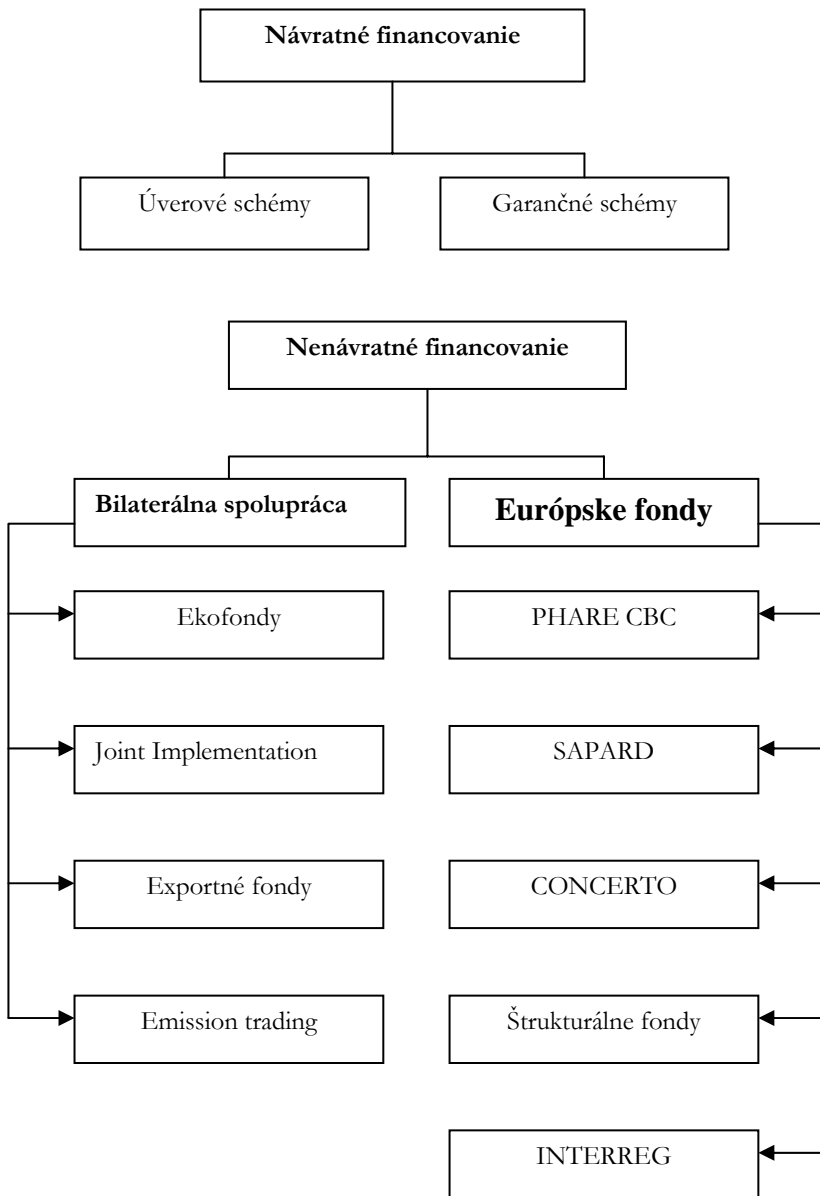 Návratné financovanie
Úverové schémy
Garančné schémy
Nenávratné financovanie
Bilaterálna spolupráca
Európske fondy
Ekofondy
PHARE CBC
Joint Implementation
SAPARD
Exportné fondy
CONCERTO
Emission trading
Štrukturálne fondy
INTERREG